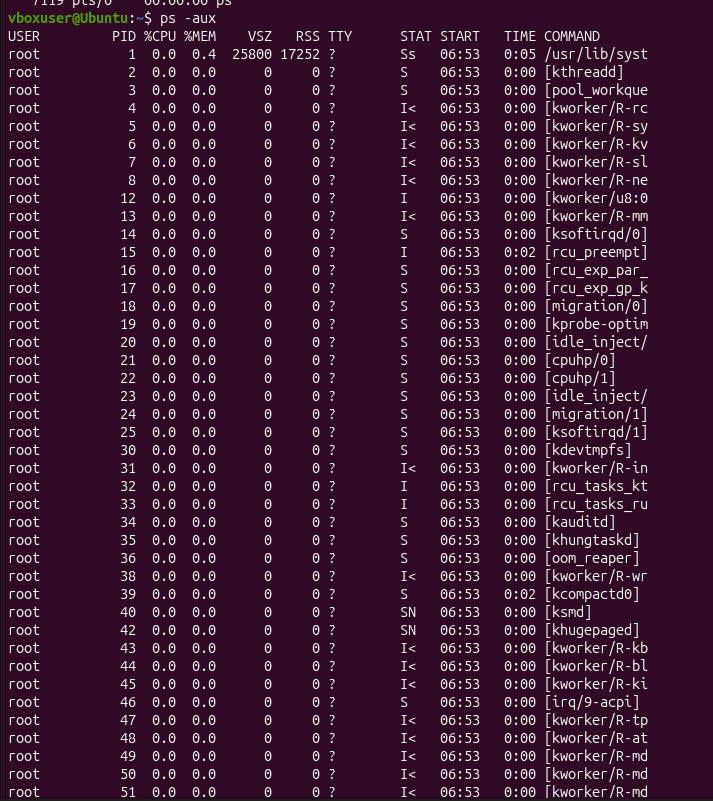 7119 pts/0 00:00:00 ps
vboxuser@Ubuntu:~$ ps -aux
USER PID %CPU %MEM VSZ RSS TTY STAT START TIME COMMAND
root 1 0.0 0.4 25800 17252 ? Ss 06:53 0:05 /usr/lib/syst
root 2 0.0 0.0 0 0 ? S 06:53 0:00 [kthreadd]
root 3 0.0 0.0 0 0 ? S 06:53 0:00 [pool_workque
root 4 0.0 0.0 0 0 ? I< 06:53 0:00 [kworker/R-rc
root 5 0.0 0.0 0 0 ? I< 06:53 0:00 [kworker/R-sy
root 6 0.0 0.0 0 0 ? I< 06:53 0:00 [kworker/R-kv
root 7 0.0 0.0 0 0 ? I< 06:53 0:00 [kworker/R-sl
root 8 0.0 0.0 0 0 ? I< 06:53 0:00 [kworker/R-ne
root 12 0.0 0.0 0 0 ? I 06:53 0:00 [kworker/u8:0
root 13 0.0 0.0 0 0 ? I< 06:53 0:00 [kworker/R-mm
root 14 0.0 0.0 0 0 ? S 06:53 0:00 [ksoftirqd/0]
root 15 0.0 0.0 0 0 ? I 06:53 0:02 [rcu_preempt]
root 16 0.0 0.0 0 0 ? S 06:53 0:00 [rcu_exp_par_
root 17 0.0 0.0 0 0 ? S 06:53 0:00 [rcu_exp_gp_k
root 18 0.0 0.0 0 0 ? S 06:53 0:00 [migration/0]
root 19 0.0 0.0 0 0 ? S 06:53 0:00 [kprobe-optim
root 20 0.0 0.0 0 0 ? S 06:53 0:00 [idle_inject/
root 21 0.0 0.0 0 0 ? S 06:53 0:00 [cpuhp/0]
root 22 0.0 0.0 0 0 ? S 06:53 0:00 [cpuhp/1]
root 23 0.0 0.0 0 0 ? S 06:53 0:00 [idle_inject/
root 24 0.0 0.0 0 0 ? S 06:53 0:00 [migration/1]
root 25 0.0 0.0 0 0 ? S 06:53 0:00 [ksoftirqd/1]
root 30 0.0 0.0 0 0 ? S 06:53 0:00 [kdevtmpfs]
root 31 0.0 0.0 0 0 ? I< 06:53 0:00 [kworker/R-in
root 32 0.0 0.0 0 0 ? I 06:53 0:00 [rcu_tasks_kt
root 33 0.0 0.0 0 0 ? I 06:53 0:00 [rcu_tasks_ru
root 34 0.0 0.0 0 0 ? S 06:53 0:00 [kauditd]
root 35 0.0 0.0 0 0 ? S 06:53 0:00 [khungtaskd]
root 36 0.0 0.0 0 0 ? S 06:53 0:00 [oom_reaper]
root 38 0.0 0.0 0 0 ? I< 06:53 0:00 [kworker/R-wr
root 39 0.0 0.0 0 0 ? S 06:53 0:02 [kcompactd0]
root 40 0.0 0.0 0 0 ? SN 06:53 0:00 [ksmd]
root 42 0.0 0.0 0 0 ? SN 06:53 0:00 [khugepaged]
root 43 0.0 0.0 0 0 ? I< 06:53 0:00 [kworker/R-kb
root 44 0.0 0.0 0 0 ? I< 06:53 0:00 [kworker/R-bl
root 45 0.0 0.0 0 0 ? I< 06:53 0:00 [kworker/R-ki
root 46 0.0 0.0 0 0 ? S 06:53 0:00 [irq/9-acpi]
root 47 0.0 0.0 0 0 ? I< 06:53 0:00 [kworker/R-tp
root 48 0.0 0.0 0 0 ? I< 06:53 0:00 [kworker/R-at
root 49 0.0 0.0 0 0 ? I< 06:53 0:00 [kworker/R-md
root 50 0.0 0.0 0 0 ? I< 06:53 0:00 [kworker/R-md
root 51 0.0 0.0 0 0 ? I< 06:53 0:00 [kworker/R-md